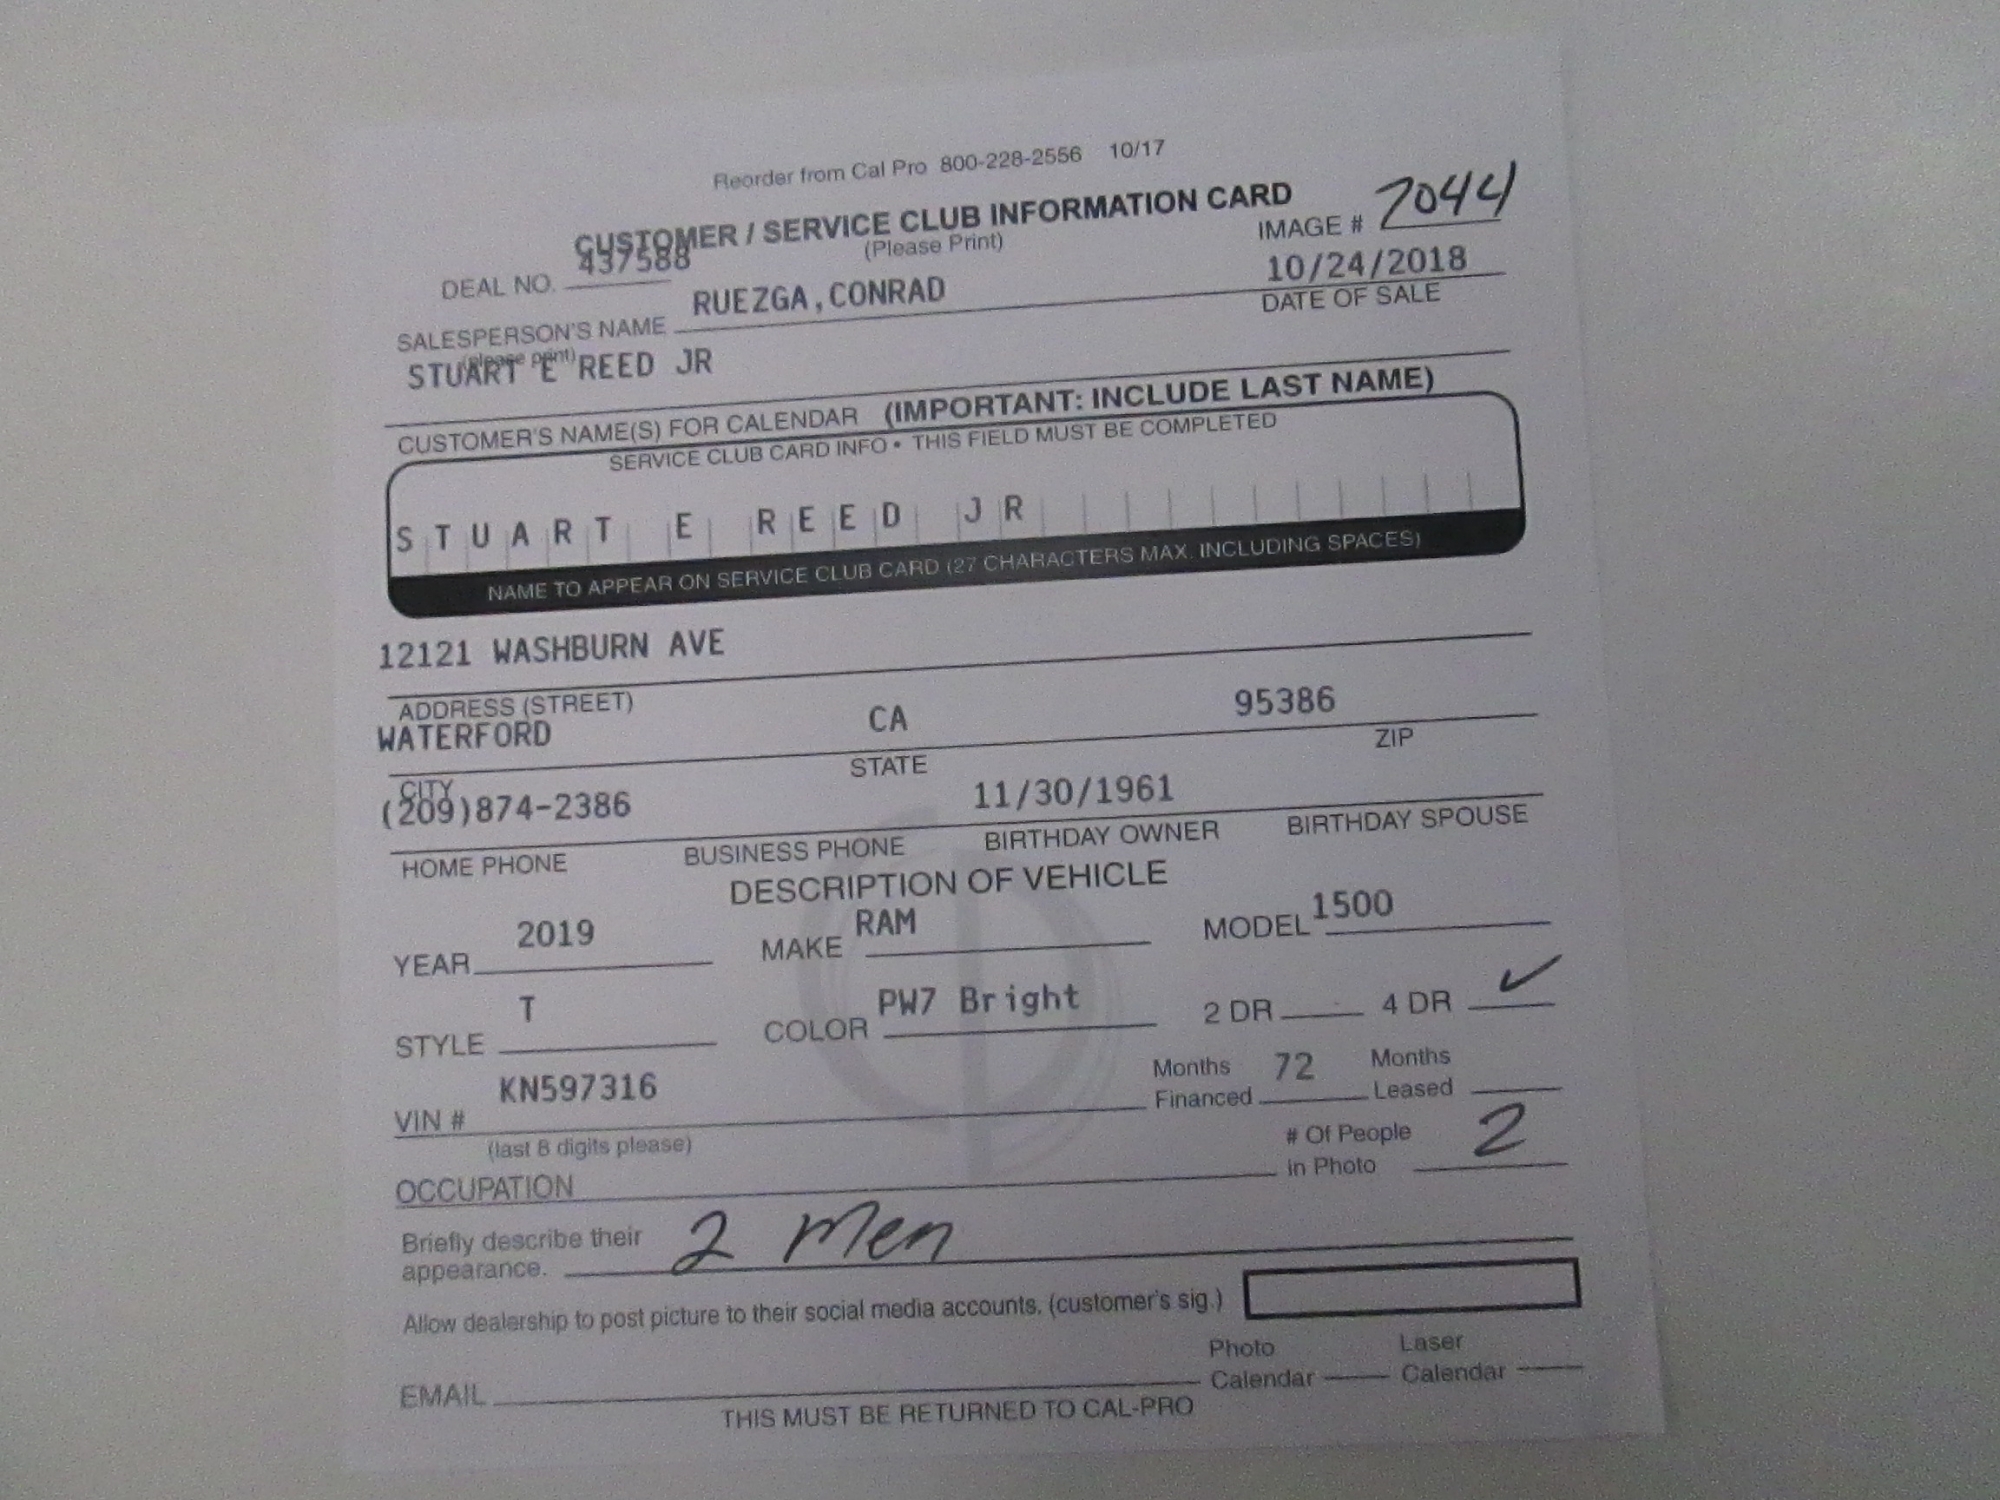 Reorder from Cal Pro 800-228-2556 10/17
CUSTOMER / SERVICE CLUB INFORMATION CARD
(Please Print)
IMAGE # 7044
DEAL NO. 437588
10/24/2018
DATE OF SALE
SALESPERSON'S NAME RUEZGA,CONRAD
(please print)
STUART E REED JR
CUSTOMER'S NAME(S) FOR CALENDAR (IMPORTANT: INCLUDE LAST NAME)
SERVICE CLUB CARD INFO • THIS FIELD MUST BE COMPLETED
STUART E REED JR
NAME TO APPEAR ON SERVICE CLUB CARD (27 CHARACTERS MAX. INCLUDING SPACES)
12121 WASHBURN AVE
ADDRESS (STREET)
WATERFORD CA 95386
CITY STATE ZIP
(209)874-2386 11/30/1961
HOME PHONE BUSINESS PHONE BIRTHDAY OWNER BIRTHDAY SPOUSE
DESCRIPTION OF VEHICLE
YEAR 2019 MAKE RAM MODEL 1500
STYLE T COLOR PW7 Bright 2 DR 4 DR ✓
VIN # KN597316 Months Financed 72 Months Leased
(last 8 digits please)
OCCUPATION # Of People in Photo 2
Briefly describe their appearance. 2 Men
Allow dealership to post picture to their social media accounts. (customer's sig.)
EMAIL Photo Calendar Laser Calendar
THIS MUST BE RETURNED TO CAL-PRO